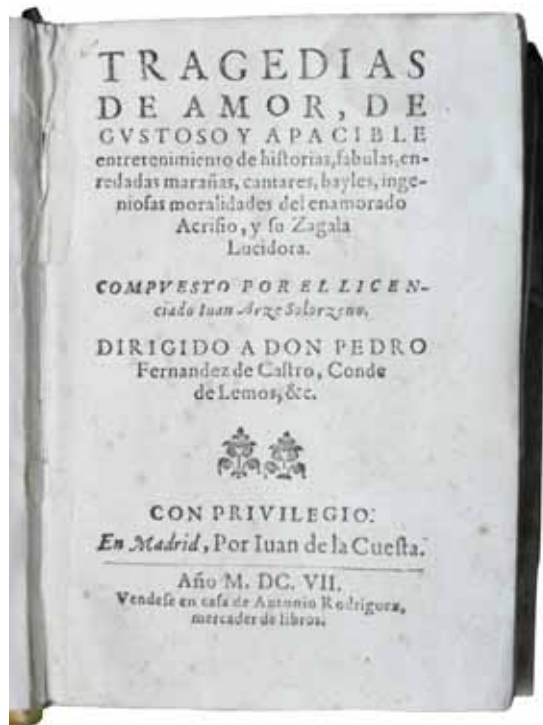 TRAGEDIAS
DE AMOR, DE
GVSTOSO Y APACIBLE
entretenimiento de historias, fabulas, en-
redadas marañas, cantares, bayles, inge-
niosas moralidades del enamorado
Acrisio, y su Zagala
Lucidora.
COMPVESTO POR EL LICEN-
ciado Iuan Arze Solorzeno.
DIRIGIDO A DON PEDRO
Fernandez de Castro, Conde
de Lemos, &c.
CON PRIVILEGIO.
En Madrid, Por Iuan de la Cuesta.
Año M. DC. VII.
Vendese en casa de Antonio Rodriguez,
mercader de libros.